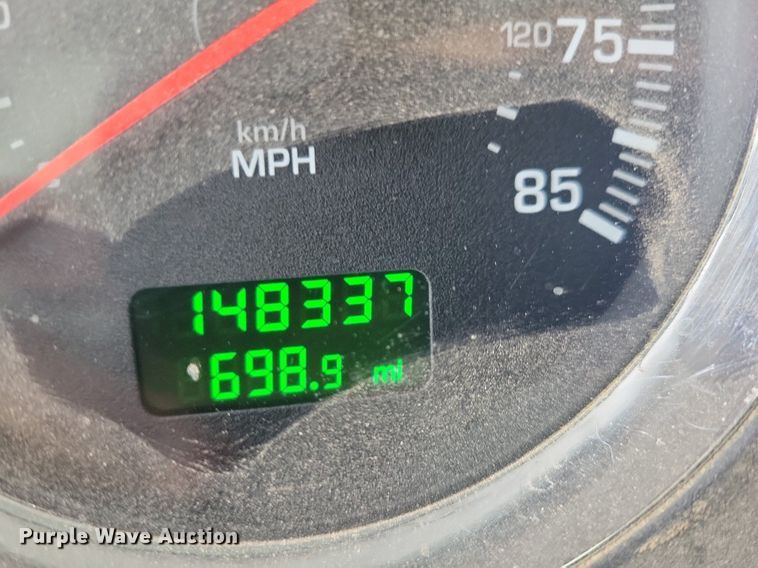 120 75
km/h
MPH
85
148337
698.9 mi
Purple Wave Auction